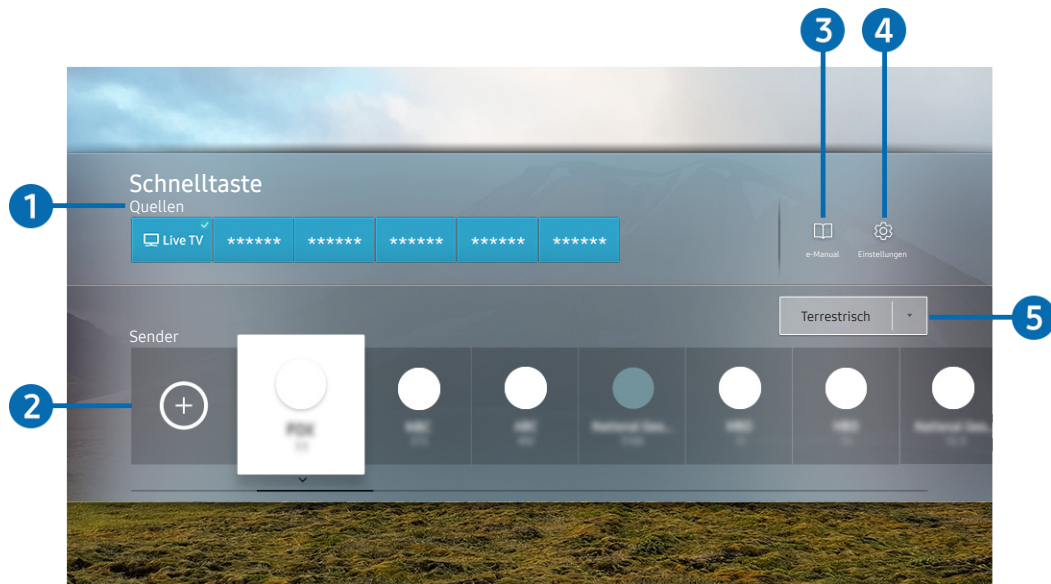 3 4
Schnelltaste
1
Quellen
Live TV ****** ****** ****** ****** ******
e-Manual Einstellungen
Terrestrisch
5
Sender
2